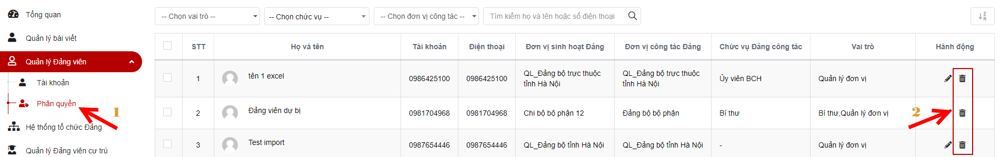 Tổng quan
Quản lý bài viết
Quản lý Đảng viên
Tài khoản
Phân quyền
1
Hệ thống tổ chức Đảng
Quản lý Đảng viên cư trú
-- Chọn vai trò --
-- Chọn chức vụ --
-- Chọn đơn vị công tác --
Tìm kiếm họ và tên hoặc số điện thoại
Z
A
STT Họ và tên Tài khoản Điện thoại Đơn vị sinh hoạt Đảng Đơn vị công tác Đảng Chức vụ Đảng công tác Vai trò Hành động
1 tên 1 excel 0986425100 0986425100 QL_Đảng bộ trực thuộc tỉnh Hà Nội QL_Đảng bộ trực thuộc tỉnh Hà Nội Ủy viên BCH Quản lý đơn vị
2 Đảng viên dự bị 0981704968 0981704968 Chi bộ bộ phận 12 Đảng bộ bộ phận Bí thư Bí thư,Quản lý đơn vị 2
3 Test import 0987654446 0987654446 QL_Đảng bộ tỉnh Hà Nội QL_Đảng bộ tỉnh Hà Nội - Quản lý đơn vị